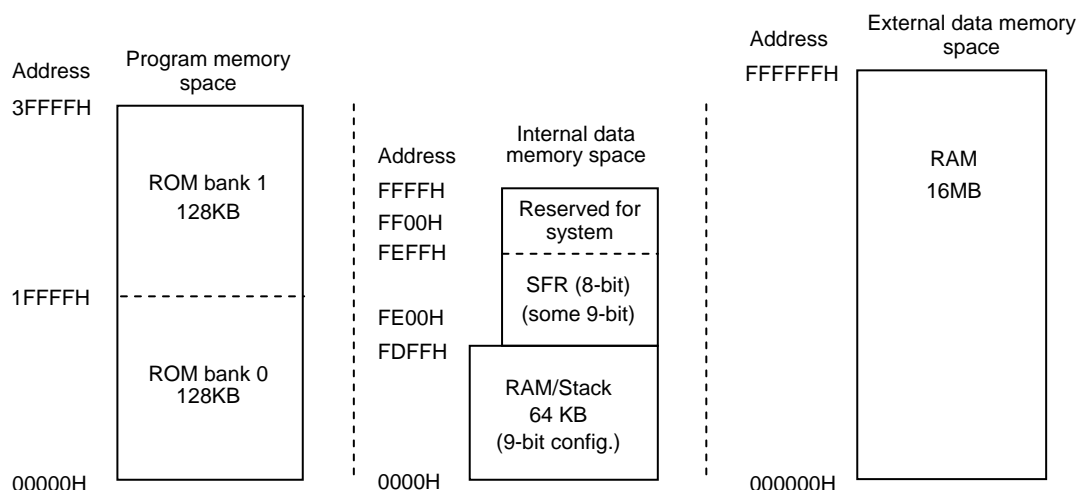 Address
Program memory
space
3FFFFH
ROM bank 1
128KB
1FFFFH
ROM bank 0
128KB
00000H
Address
Internal data
memory space
FFFFH
FF00H
FEFFH
Reserved for
system
SFR (8-bit)
(some 9-bit)
FE00H
FDFFH
RAM/Stack
64 KB
(9-bit config.)
0000H
Address
External data memory
space
FFFFFFH
RAM
16MB
000000H